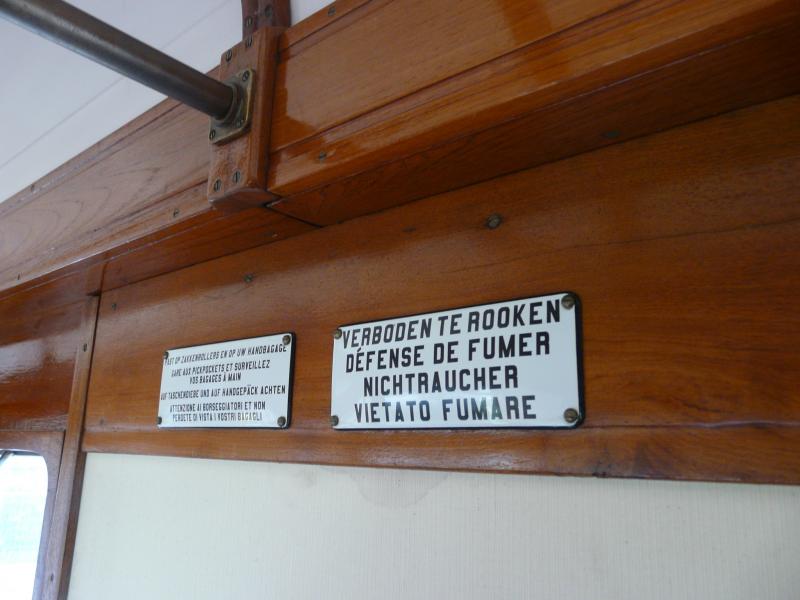 PAST OP ZAKKENROLLERS EN OP UW HANDBAGAGE
GARE AUX PICKPOCKETS ET SURVEILLEZ
VOS BAGAGES À MAIN
AUF TASCHENDIEBE UND AUF HANDGEPÄCK ACHTEN
ATTENZIONE AI BORSEGGIATORI ET NON
PERDETE DI VISTA I VOSTRI BAGAGLI
VERBODEN TE ROOKEN
DÉFENSE DE FUMER
NICHTRAUCHER
VIETATO FUMARE